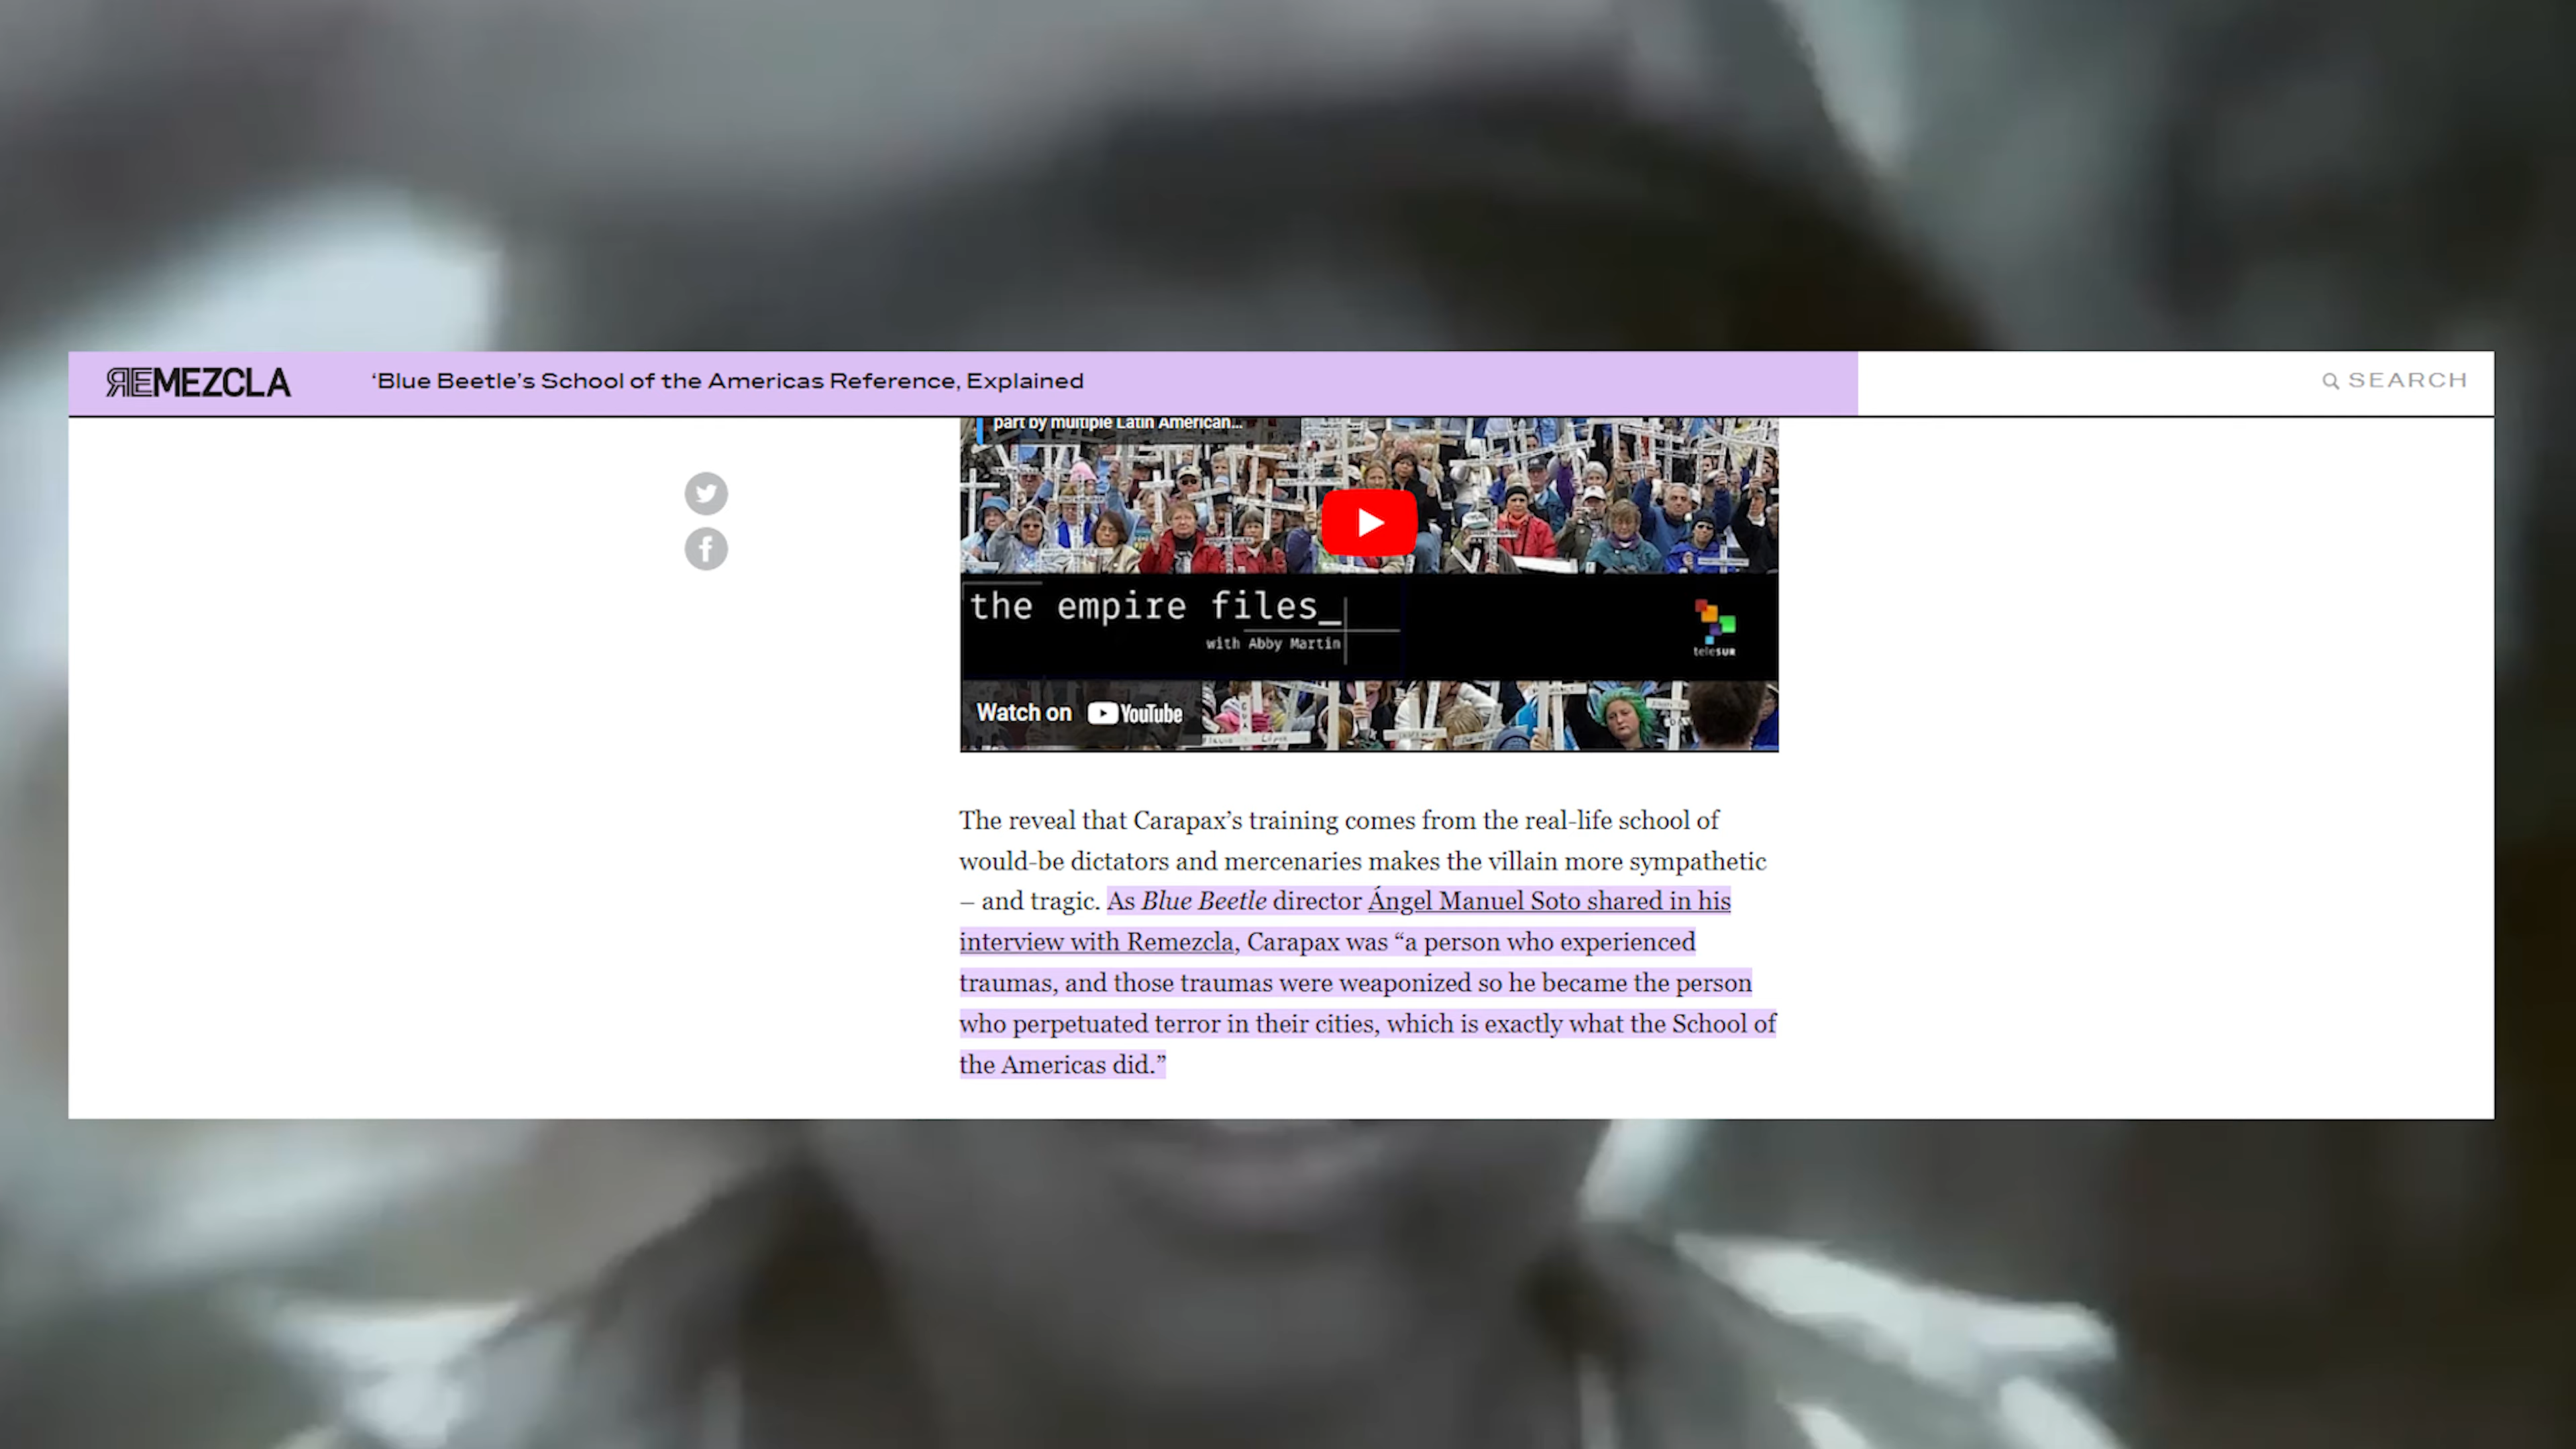 REMEZCLA
‘Blue Beetle’s School of the Americas Reference, Explained
SEARCH
part by multiple Latin American...
the empire files_
with Abby Martin
teleSUR
Watch on YouTube
The reveal that Carapax’s training comes from the real-life school of
would-be dictators and mercenaries makes the villain more sympathetic
– and tragic. As Blue Beetle director Ángel Manuel Soto shared in his
interview with Remezcla, Carapax was “a person who experienced
traumas, and those traumas were weaponized so he became the person
who perpetuated terror in their cities, which is exactly what the School of
the Americas did.”